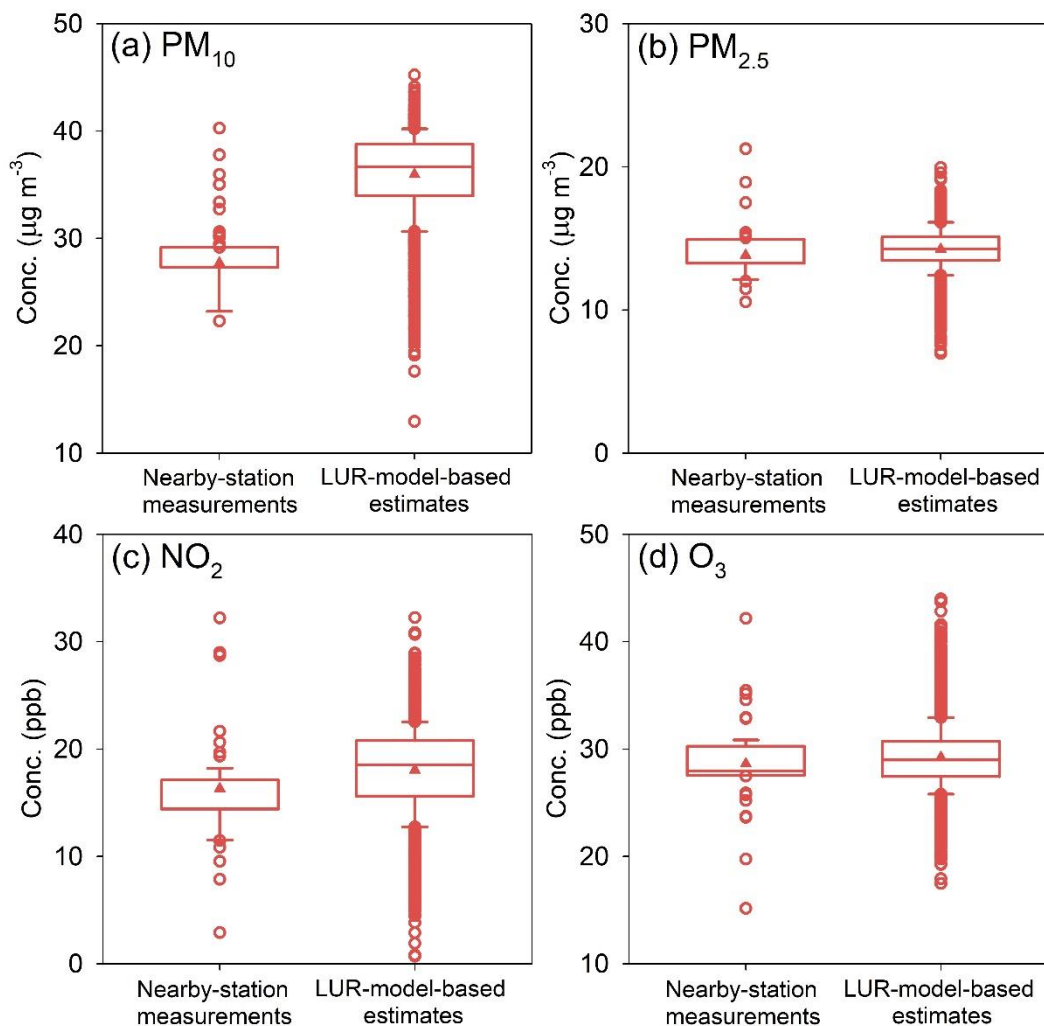 (a) PM₁₀
Conc. (µg m⁻³)
50
40
30
20
10
Nearby-station
measurements
LUR-model-based
estimates
(b) PM₂.₅
Conc. (µg m⁻³)
30
20
10
0
Nearby-station
measurements
LUR-model-based
estimates
(c) NO₂
Conc. (ppb)
40
30
20
10
0
Nearby-station
measurements
LUR-model-based
estimates
(d) O₃
Conc. (ppb)
50
40
30
20
10
Nearby-station
measurements
LUR-model-based
estimates